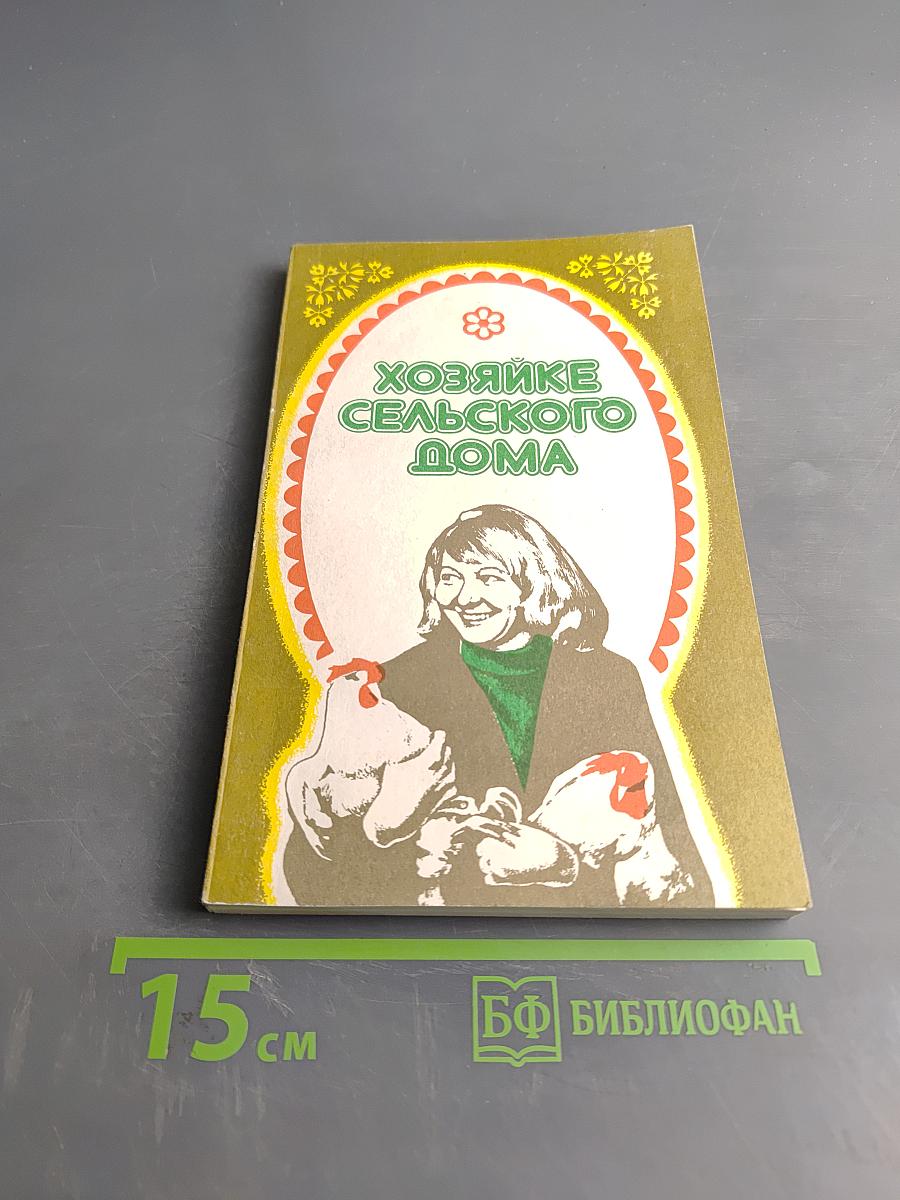 ХОЗЯЙКЕ
СЕЛЬСКОГО
ДОМА
15 см
БФ БИБЛИОФАН